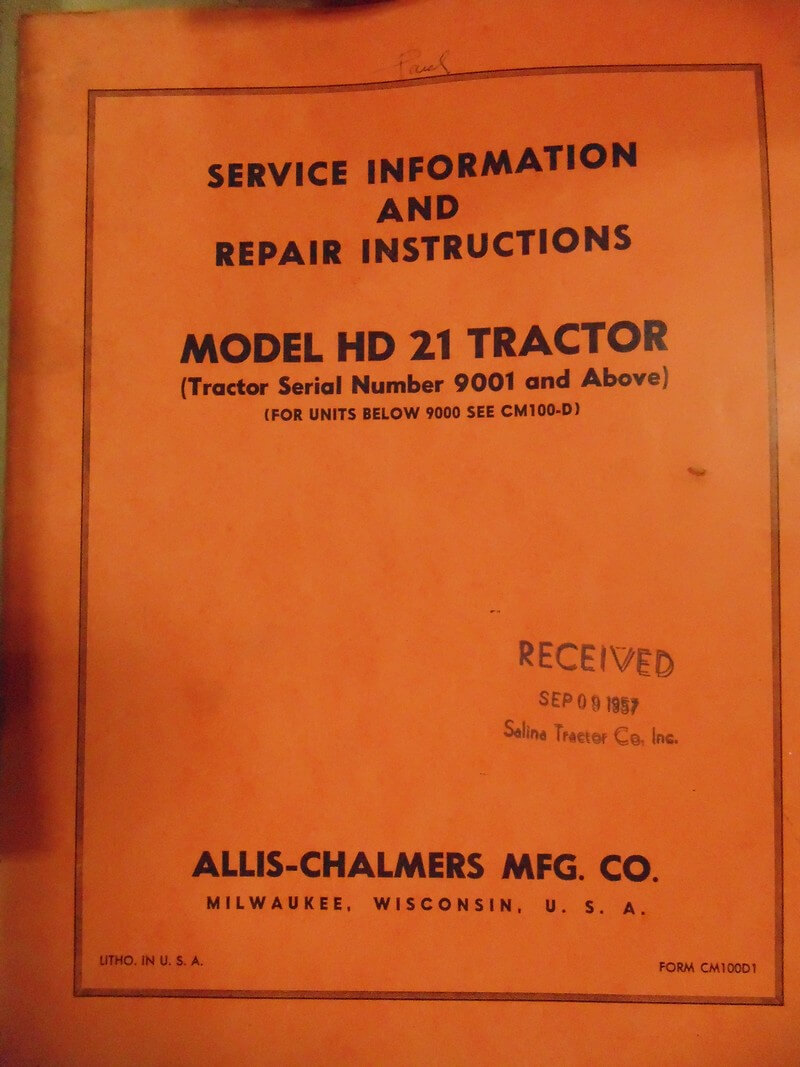 SERVICE INFORMATION
AND
REPAIR INSTRUCTIONS
MODEL HD 21 TRACTOR
(Tractor Serial Number 9001 and Above)
(FOR UNITS BELOW 9000 SEE CM100-D)
RECEIVED
SEP 09 1957
Salina Tractor Co, Inc.
ALLIS-CHALMERS MFG. CO.
MILWAUKEE, WISCONSIN, U. S. A.
LITHO. IN U. S. A.
FORM CM100D1